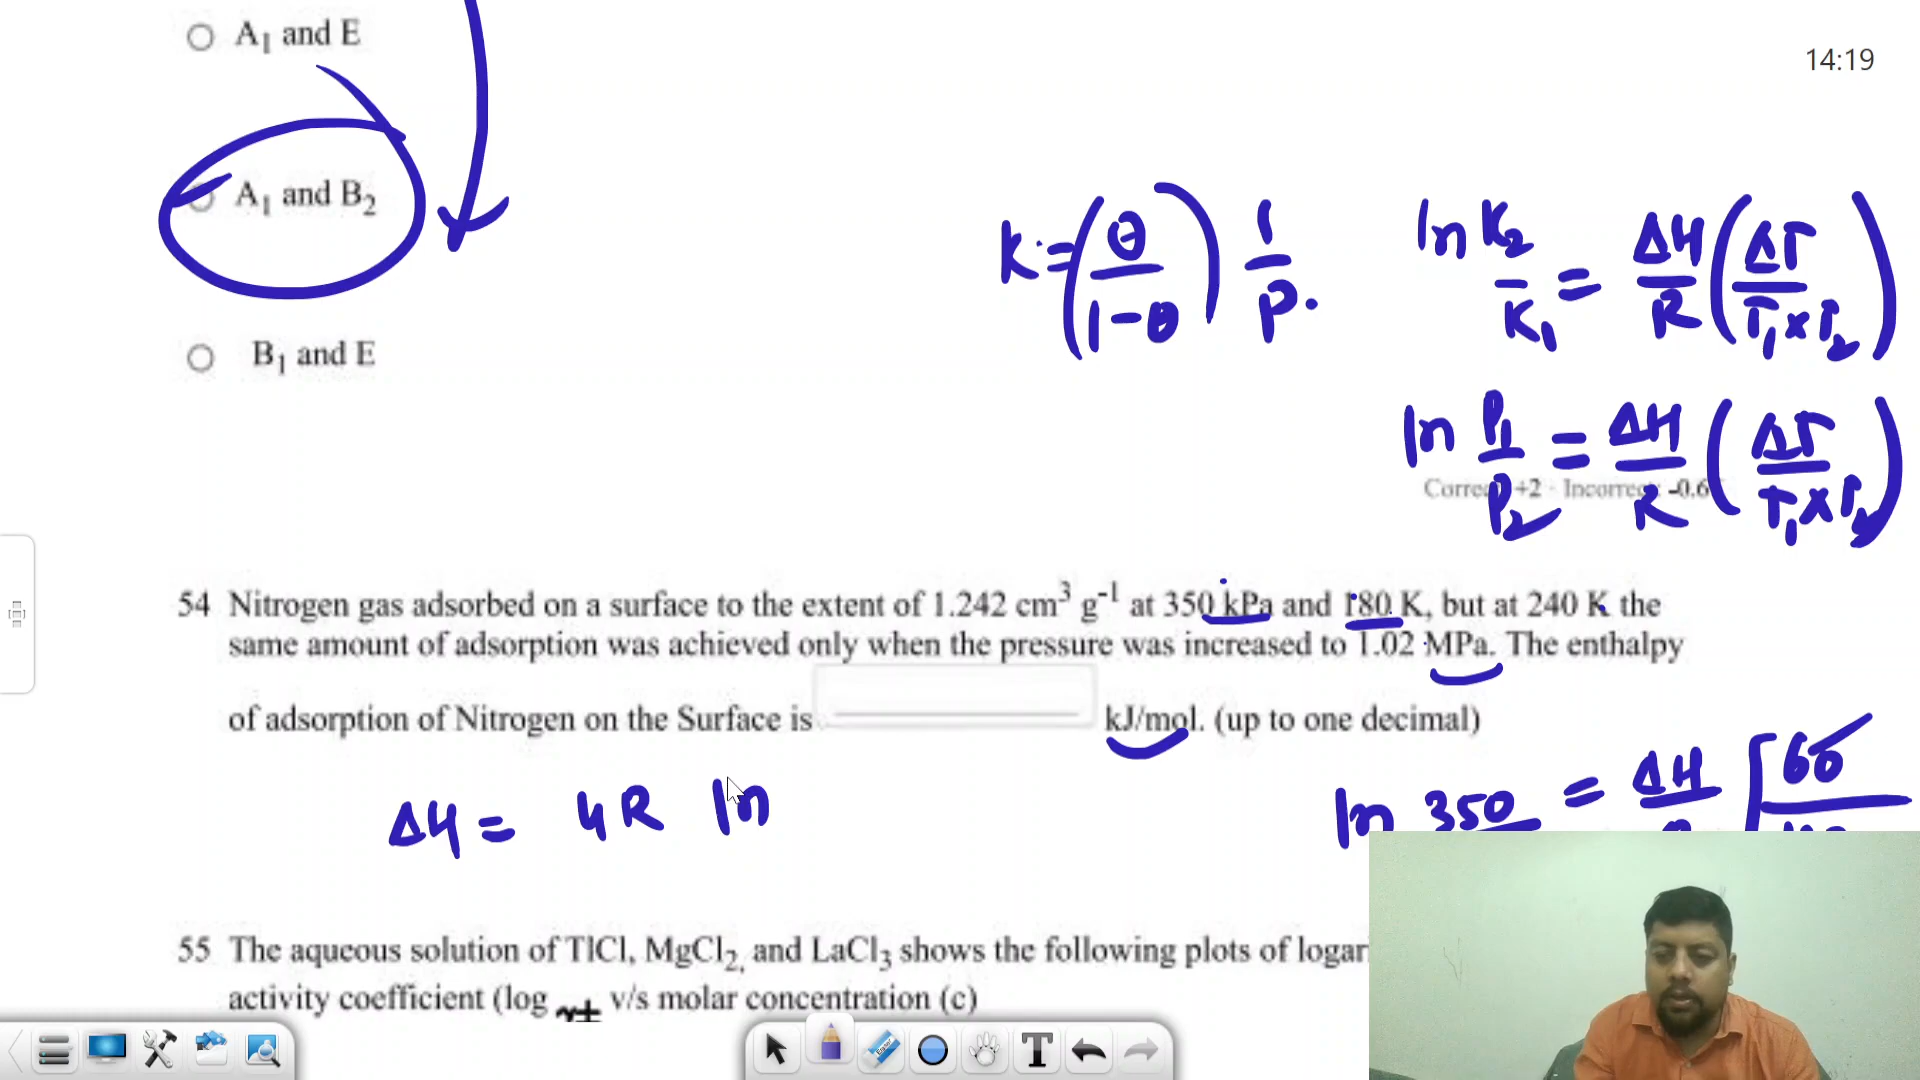 A₁ and E
14:19
A₁ and B₂
K = (θ/1-θ) 1/P.
ln K₂/K₁ = ΔH/R (ΔT/T₁×T₂)
B₁ and E
ln P₁/P₂ = ΔH/R (ΔT/T₁×T₂)
Correct +2 - Incorrect -0.6
54 Nitrogen gas adsorbed on a surface to the extent of 1.242 cm³ g⁻¹ at 350 kPa and 180 K, but at 240 K the
same amount of adsorption was achieved only when the pressure was increased to 1.02 MPa. The enthalpy
of adsorption of Nitrogen on the Surface is ________ kJ/mol. (up to one decimal)
ΔH = 4R ln
ln 350 = ΔH [60
55 The aqueous solution of TlCl, MgCl₂, and LaCl₃ shows the following plots of logar
activity coefficient (log γ± v/s molar concentration (c)
Eraser
T